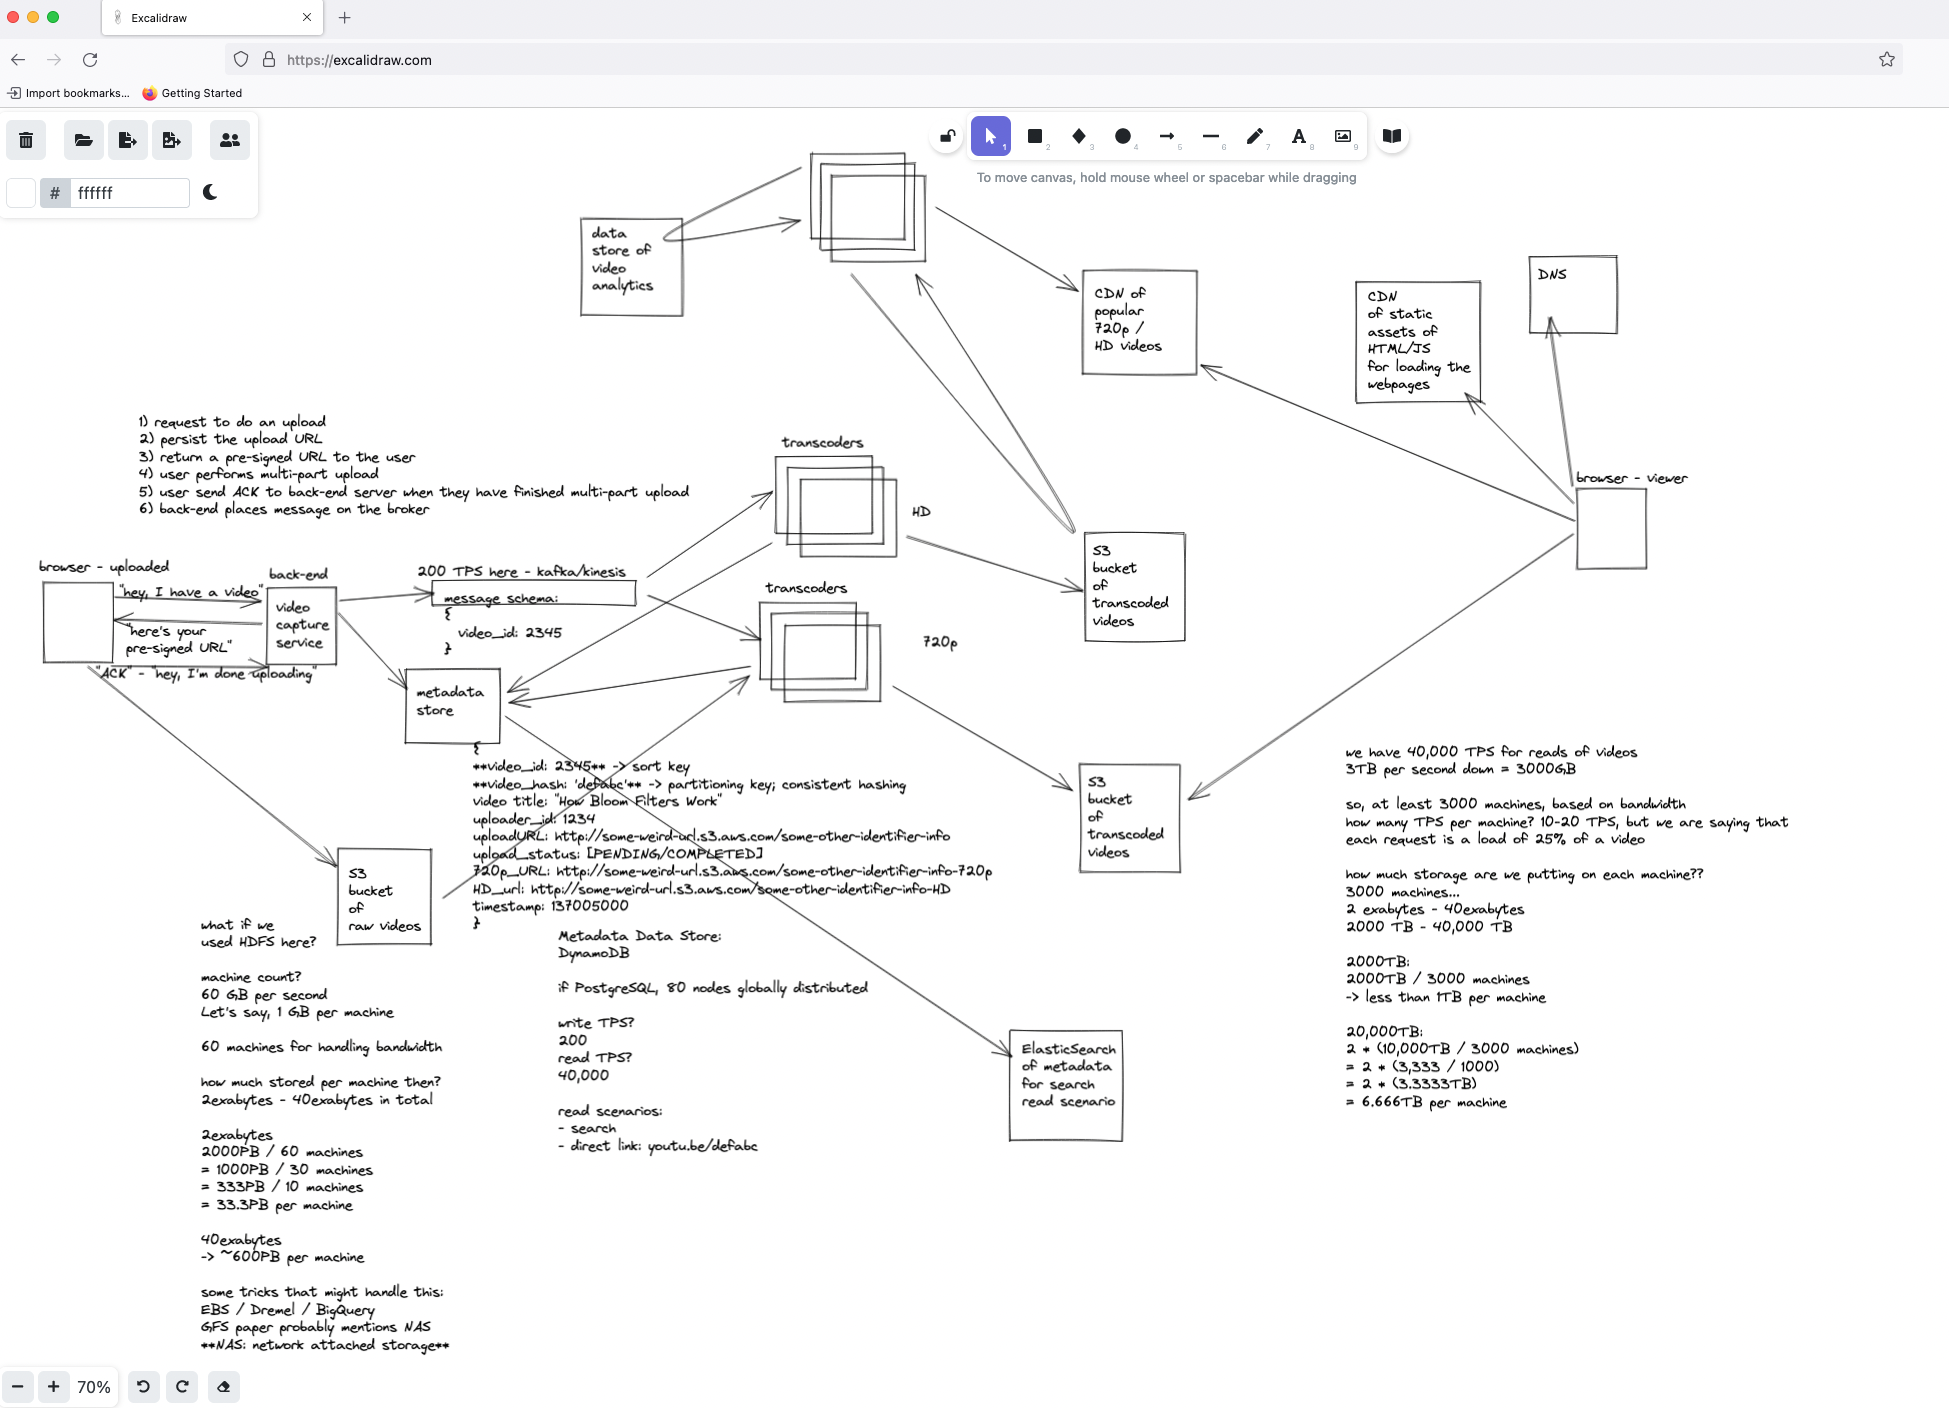 Excalidraw
https://excalidraw.com
Import bookmarks...
Getting Started
# ffffff
1
2
3
4
5
6
7
8
9
To move canvas, hold mouse wheel or spacebar while dragging
data
store of
video
analytics
CDN of
popular
720p /
HD videos
CDN
of static
assets of
HTML/JS
for loading the
webpages
DNS
browser - viewer
1) request to do an upload
2) persist the upload URL
3) return a pre-signed URL to the user
4) user performs multi-part upload
5) user send ACK to back-end server when they have finished multi-part upload
6) back-end places message on the broker
transcoders
HD
transcoders
720p
browser - uploaded
"hey, I have a video"
"here's your
pre-signed URL"
"ACK" - "hey, I'm done uploading"
back-end
video
capture
service
200 TPS here - kafka/kinesis
message schema:
{
video_id: 2345
}
metadata
store
S3
bucket
of
transcoded
videos
S3
bucket
of
transcoded
videos
{
**video_id: 2345** -> sort key
**video_hash: 'defabc'** -> partitioning key; consistent hashing
video title: "How Bloom Filters Work"
uploader_id: 1234
uploadURL: http://some-weird-url.s3.aws.com/some-other-identifier-info
upload_status: [PENDING/COMPLETED]
720p_URL: http://some-weird-url.s3.aws.com/some-other-identifier-info-720p
HD_url: http://some-weird-url.s3.aws.com/some-other-identifier-info-HD
timestamp: 137005000
}
S3
bucket
of
raw videos
what if we
used HDFS here?
machine count?
60 GB per second
Let's say, 1 GB per machine
60 machines for handling bandwidth
how much stored per machine then?
2exabytes - 40exabytes in total
2exabytes
2000PB / 60 machines
= 1000PB / 30 machines
= 333PB / 10 machines
= 33.3PB per machine
40exabytes
-> ~600PB per machine
some tricks that might handle this:
EBS / Dremel / BigQuery
GFS paper probably mentions NAS
**NAS: network attached storage**
Metadata Data Store:
DynamoDB
if PostgreSQL, 80 nodes globally distributed
write TPS?
200
read TPS?
40,000
read scenarios:
- search
- direct link: youtu.be/defabc
ElasticSearch
of metadata
for search
read scenario
we have 40,000 TPS for reads of videos
3TB per second down = 3000GB
so, at least 3000 machines, based on bandwidth
how many TPS per machine? 10-20 TPS, but we are saying that
each request is a load of 25% of a video
how much storage are we putting on each machine??
3000 machines...
2 exabytes - 40exabytes
2000 TB - 40,000 TB
2000TB:
2000TB / 3000 machines
-> less than 1TB per machine
20,000TB:
2 * (10,000TB / 3000 machines)
= 2 * (3,333 / 1000)
= 2 * (3.3333TB)
= 6.666TB per machine
70%